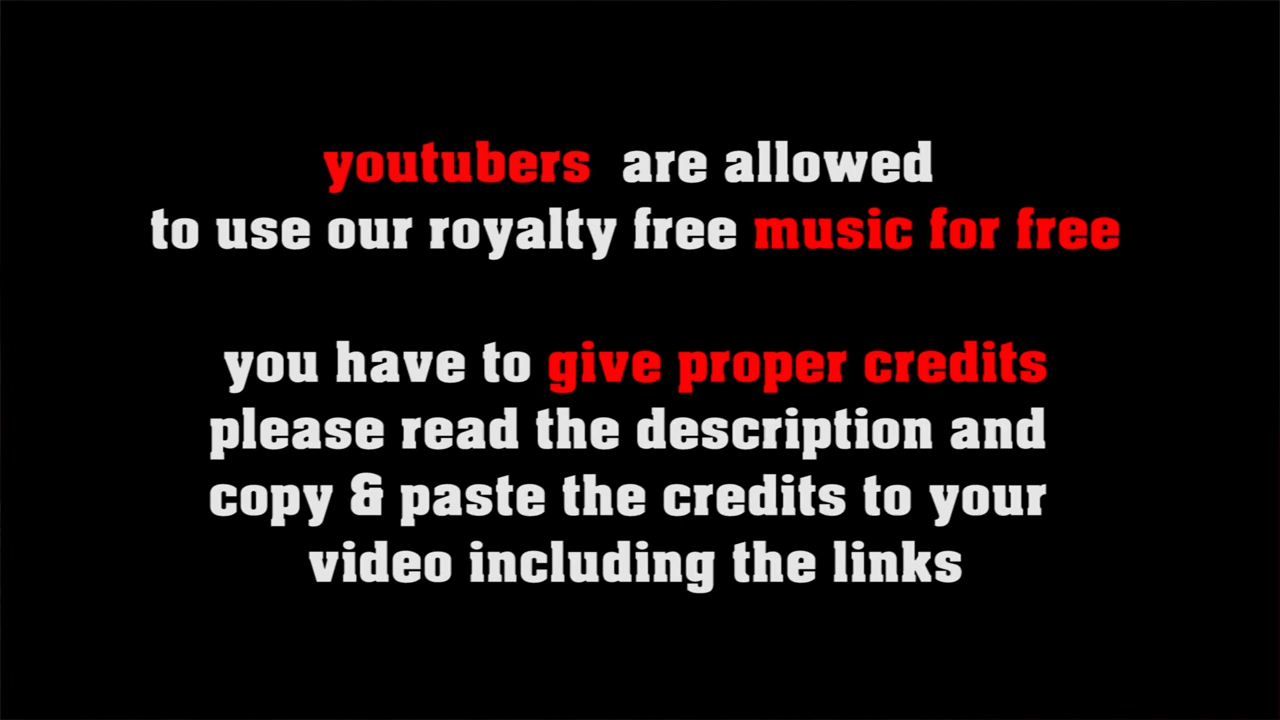 youtubers are allowed
to use our royalty free music for free
you have to give proper credits
please read the description and
copy & paste the credits to your
video including the links